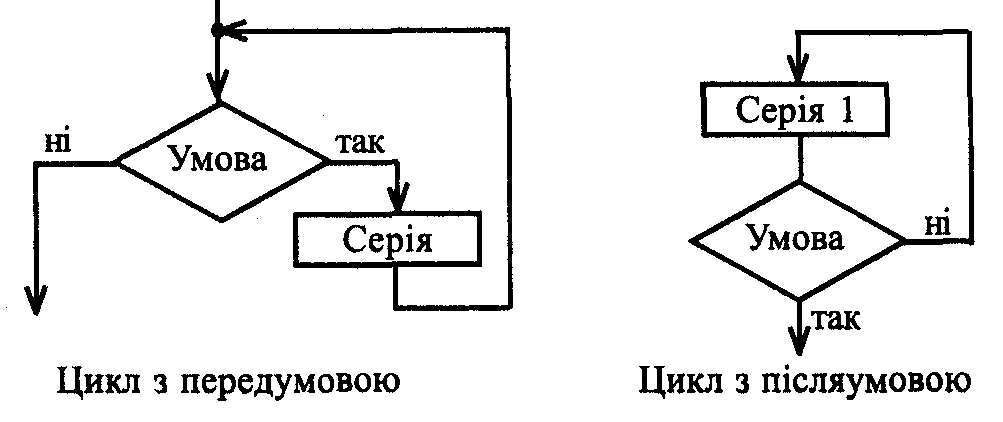 ні
Умова
так
Серія
Цикл з передумовою
Серія 1
Умова
ні
так
Цикл з післяумовою